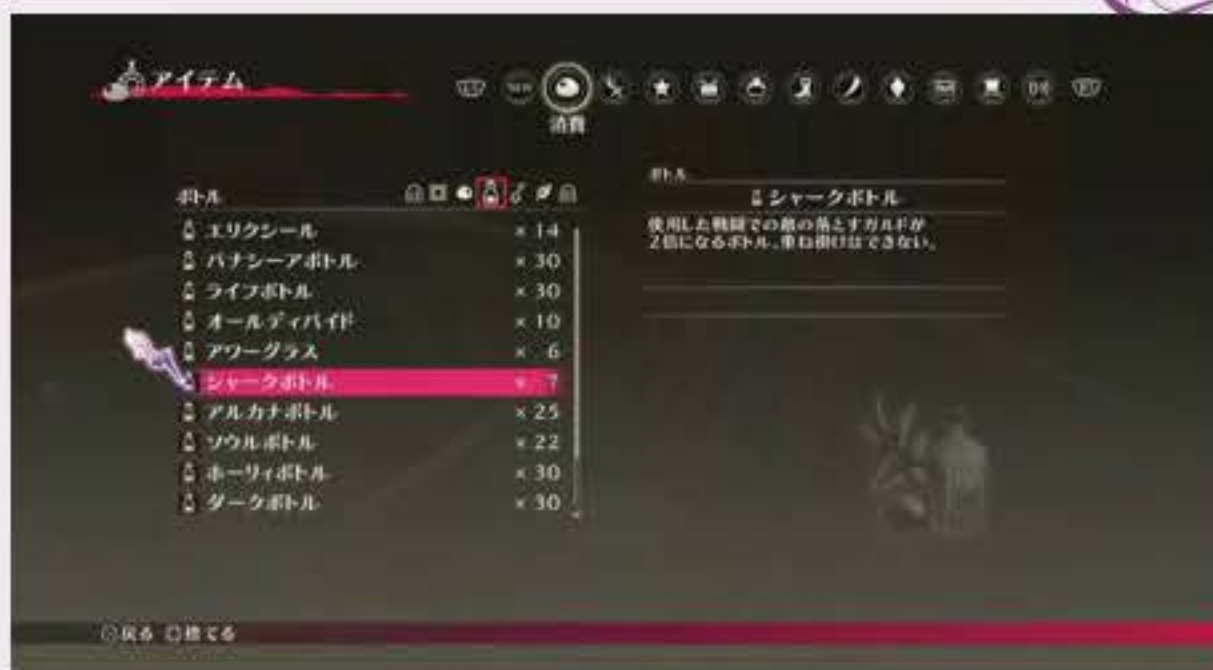 アイテム
消費
ボトル
エリクシール × 14
パナシーアボトル × 30
ライフボトル × 30
オールディバイド × 10
アワーグラス × 6
シャークボトル × 7
アルカナボトル × 25
ソウルボトル × 22
ホーリィボトル × 30
ダークボトル × 30
ボトル
シャークボトル
使用した戦闘での敵の落とすガルドが
2倍になるボトル。重ね掛けはできない。
戻る 捨てる